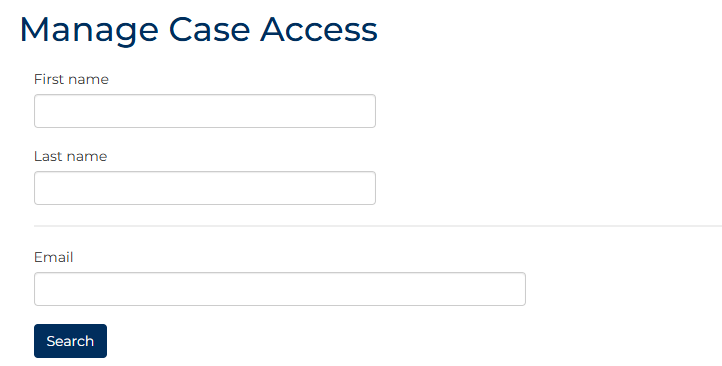 Manage Case Access
First name
Last name
Email
Search